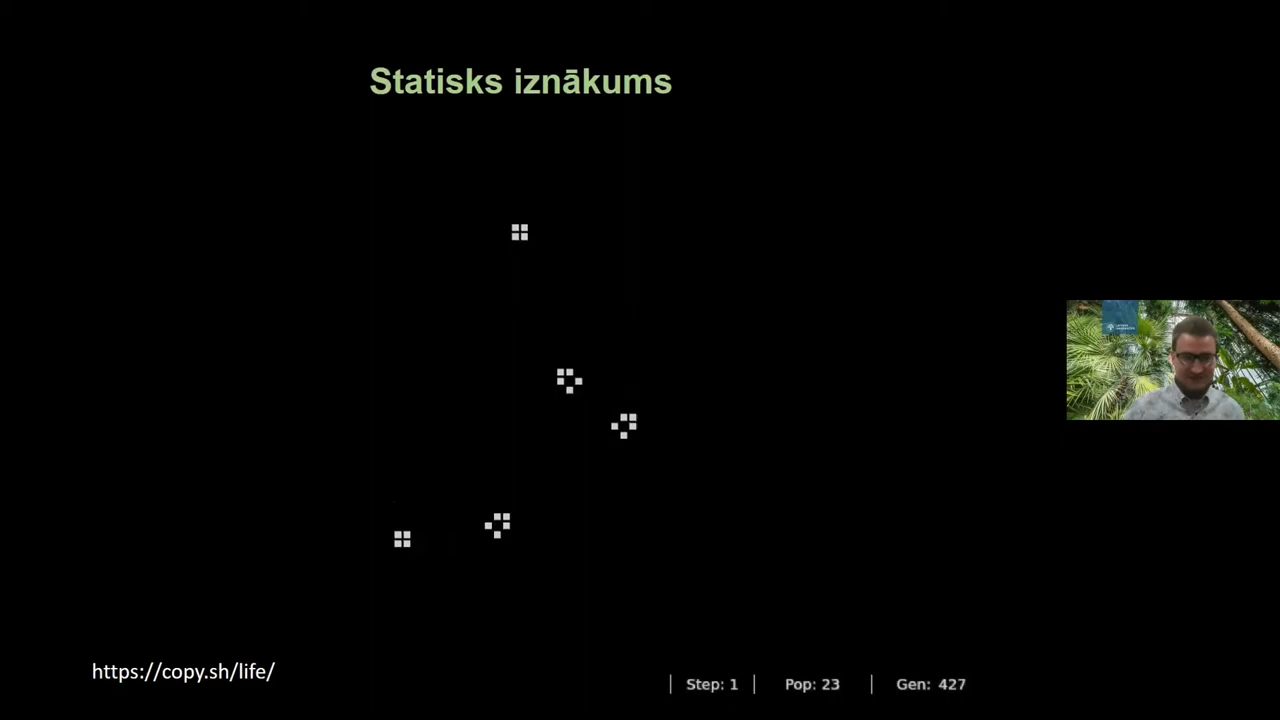 Statisks iznākums
https://copy.sh/life/
Step: 1 | Pop: 23 | Gen: 427